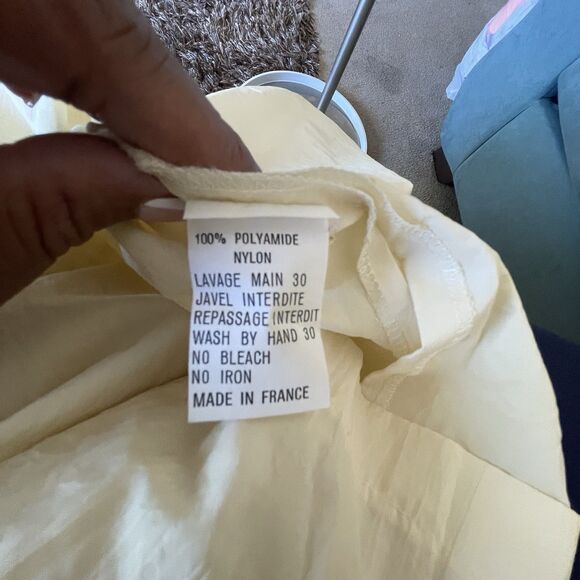 100% POLYAMIDE
NYLON
LAVAGE MAIN 30
JAVEL INTERDITE
REPASSAGE INTERDIT
WASH BY HAND 30
NO BLEACH
NO IRON
MADE IN FRANCE